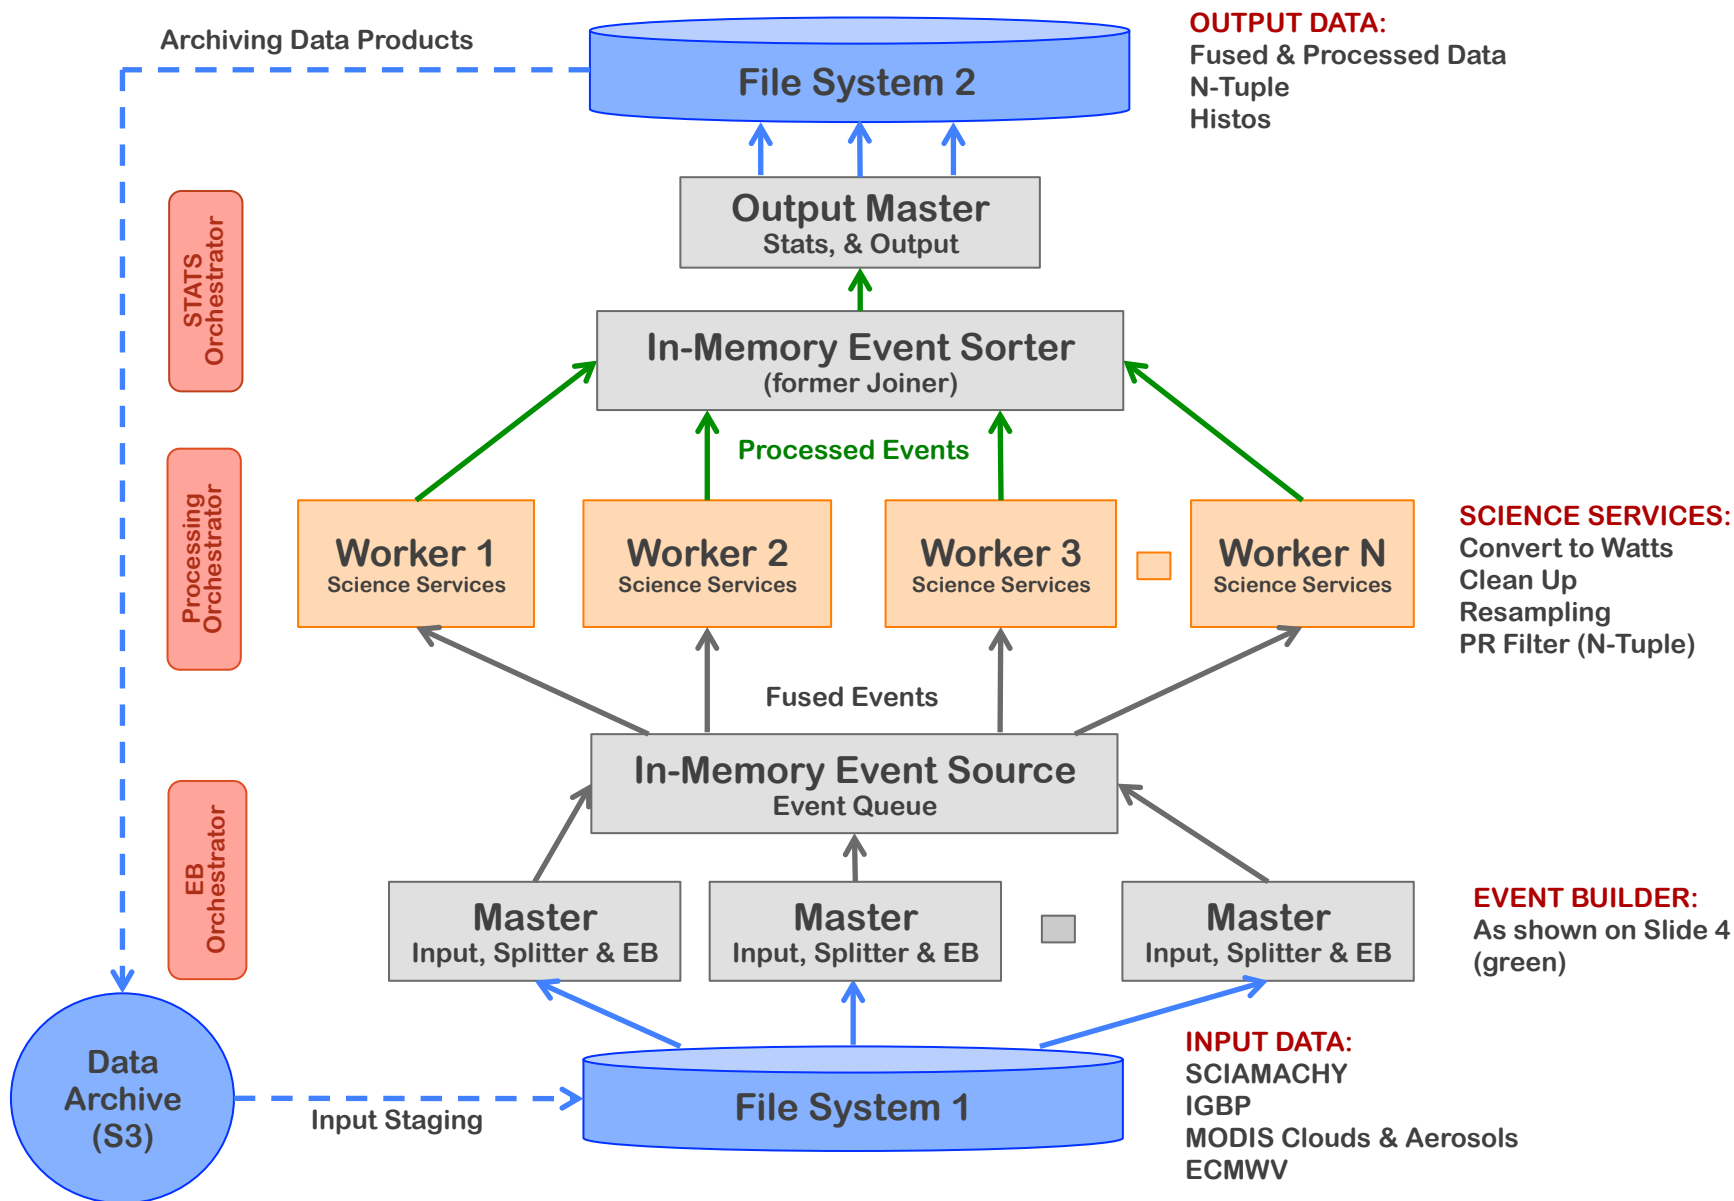 Archiving Data Products
File System 2
OUTPUT DATA:
Fused & Processed Data
N-Tuple
Histos
Output Master
Stats, & Output
STATS
Orchestrator
In-Memory Event Sorter
(former Joiner)
Processed Events
Processing
Orchestrator
Worker 1
Science Services
Worker 2
Science Services
Worker 3
Science Services
Worker N
Science Services
SCIENCE SERVICES:
Convert to Watts
Clean Up
Resampling
PR Filter (N-Tuple)
Fused Events
In-Memory Event Source
Event Queue
EB
Orchestrator
Master
Input, Splitter & EB
Master
Input, Splitter & EB
Master
Input, Splitter & EB
EVENT BUILDER:
As shown on Slide 4
(green)
Data
Archive
(S3)
Input Staging
File System 1
INPUT DATA:
SCIAMACHY
IGBP
MODIS Clouds & Aerosols
ECMWV